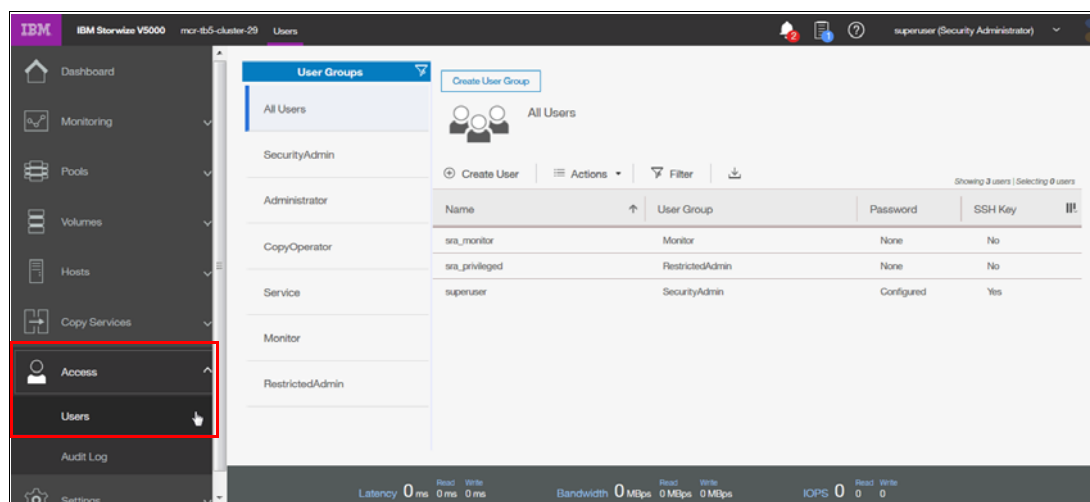 IBM IBM Storwize V5000 mcr-tb5-cluster-29 Users 2 1 ? superuser (Security Administrator)
Dashboard
Monitoring
Pools
Volumes
Hosts
Copy Services
Access
Users
Audit Log
Settings
User Groups
All Users
SecurityAdmin
Administrator
CopyOperator
Service
Monitor
RestrictedAdmin
Create User Group
All Users
Create User Actions Filter
Showing 3 users | Selecting 0 users
Name User Group Password SSH Key
sra_monitor Monitor None No
sra_privileged RestrictedAdmin None No
superuser SecurityAdmin Configured Yes
Latency 0 ms Read 0 ms Write 0 ms Bandwidth 0 MBps Read 0 MBps Write 0 MBps IOPS 0 Read 0 Write 0